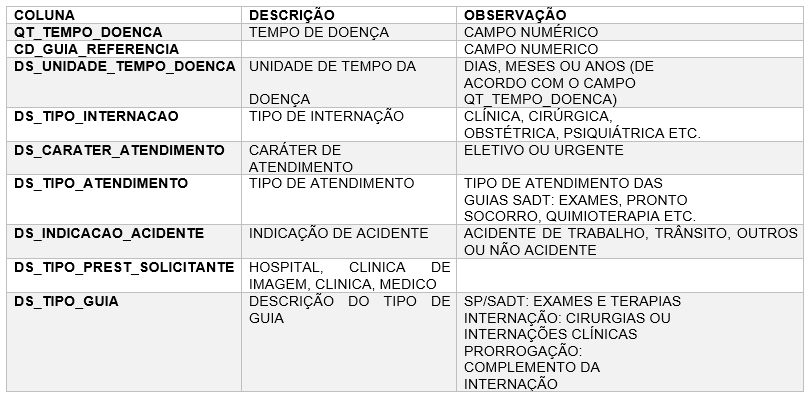 COLUNA DESCRIÇÃO OBSERVAÇÃO
QT_TEMPO_DOENCA TEMPO DE DOENÇA CAMPO NUMÉRICO
CD_GUIA_REFERENCIA CAMPO NUMERICO
DS_UNIDADE_TEMPO_DOENCA UNIDADE DE TEMPO DA DOENÇA DIAS, MESES OU ANOS (DE
ACORDO COM O CAMPO
QT_TEMPO_DOENCA)
DS_TIPO_INTERNACAO TIPO DE INTERNAÇÃO CLÍNICA, CIRÚRGICA,
OBSTÉTRICA, PSIQUIÁTRICA ETC.
DS_CARATER_ATENDIMENTO CARÁTER DE
ATENDIMENTO ELETIVO OU URGENTE
DS_TIPO_ATENDIMENTO TIPO DE ATENDIMENTO TIPO DE ATENDIMENTO DAS
GUIAS SADT: EXAMES, PRONTO
SOCORRO, QUIMIOTERAPIA ETC.
DS_INDICACAO_ACIDENTE INDICAÇÃO DE ACIDENTE ACIDENTE DE TRABALHO, TRÂNSITO, OUTROS
OU NÃO ACIDENTE
DS_TIPO_PREST_SOLICITANTE HOSPITAL, CLINICA DE
IMAGEM, CLINICA, MEDICO
DS_TIPO_GUIA DESCRIÇÃO DO TIPO DE
GUIA SP/SADT: EXAMES E TERAPIAS
INTERNAÇÃO: CIRURGIAS OU
INTERNAÇÕES CLÍNICAS
PRORROGAÇÃO:
COMPLEMENTO DA
INTERNAÇÃO